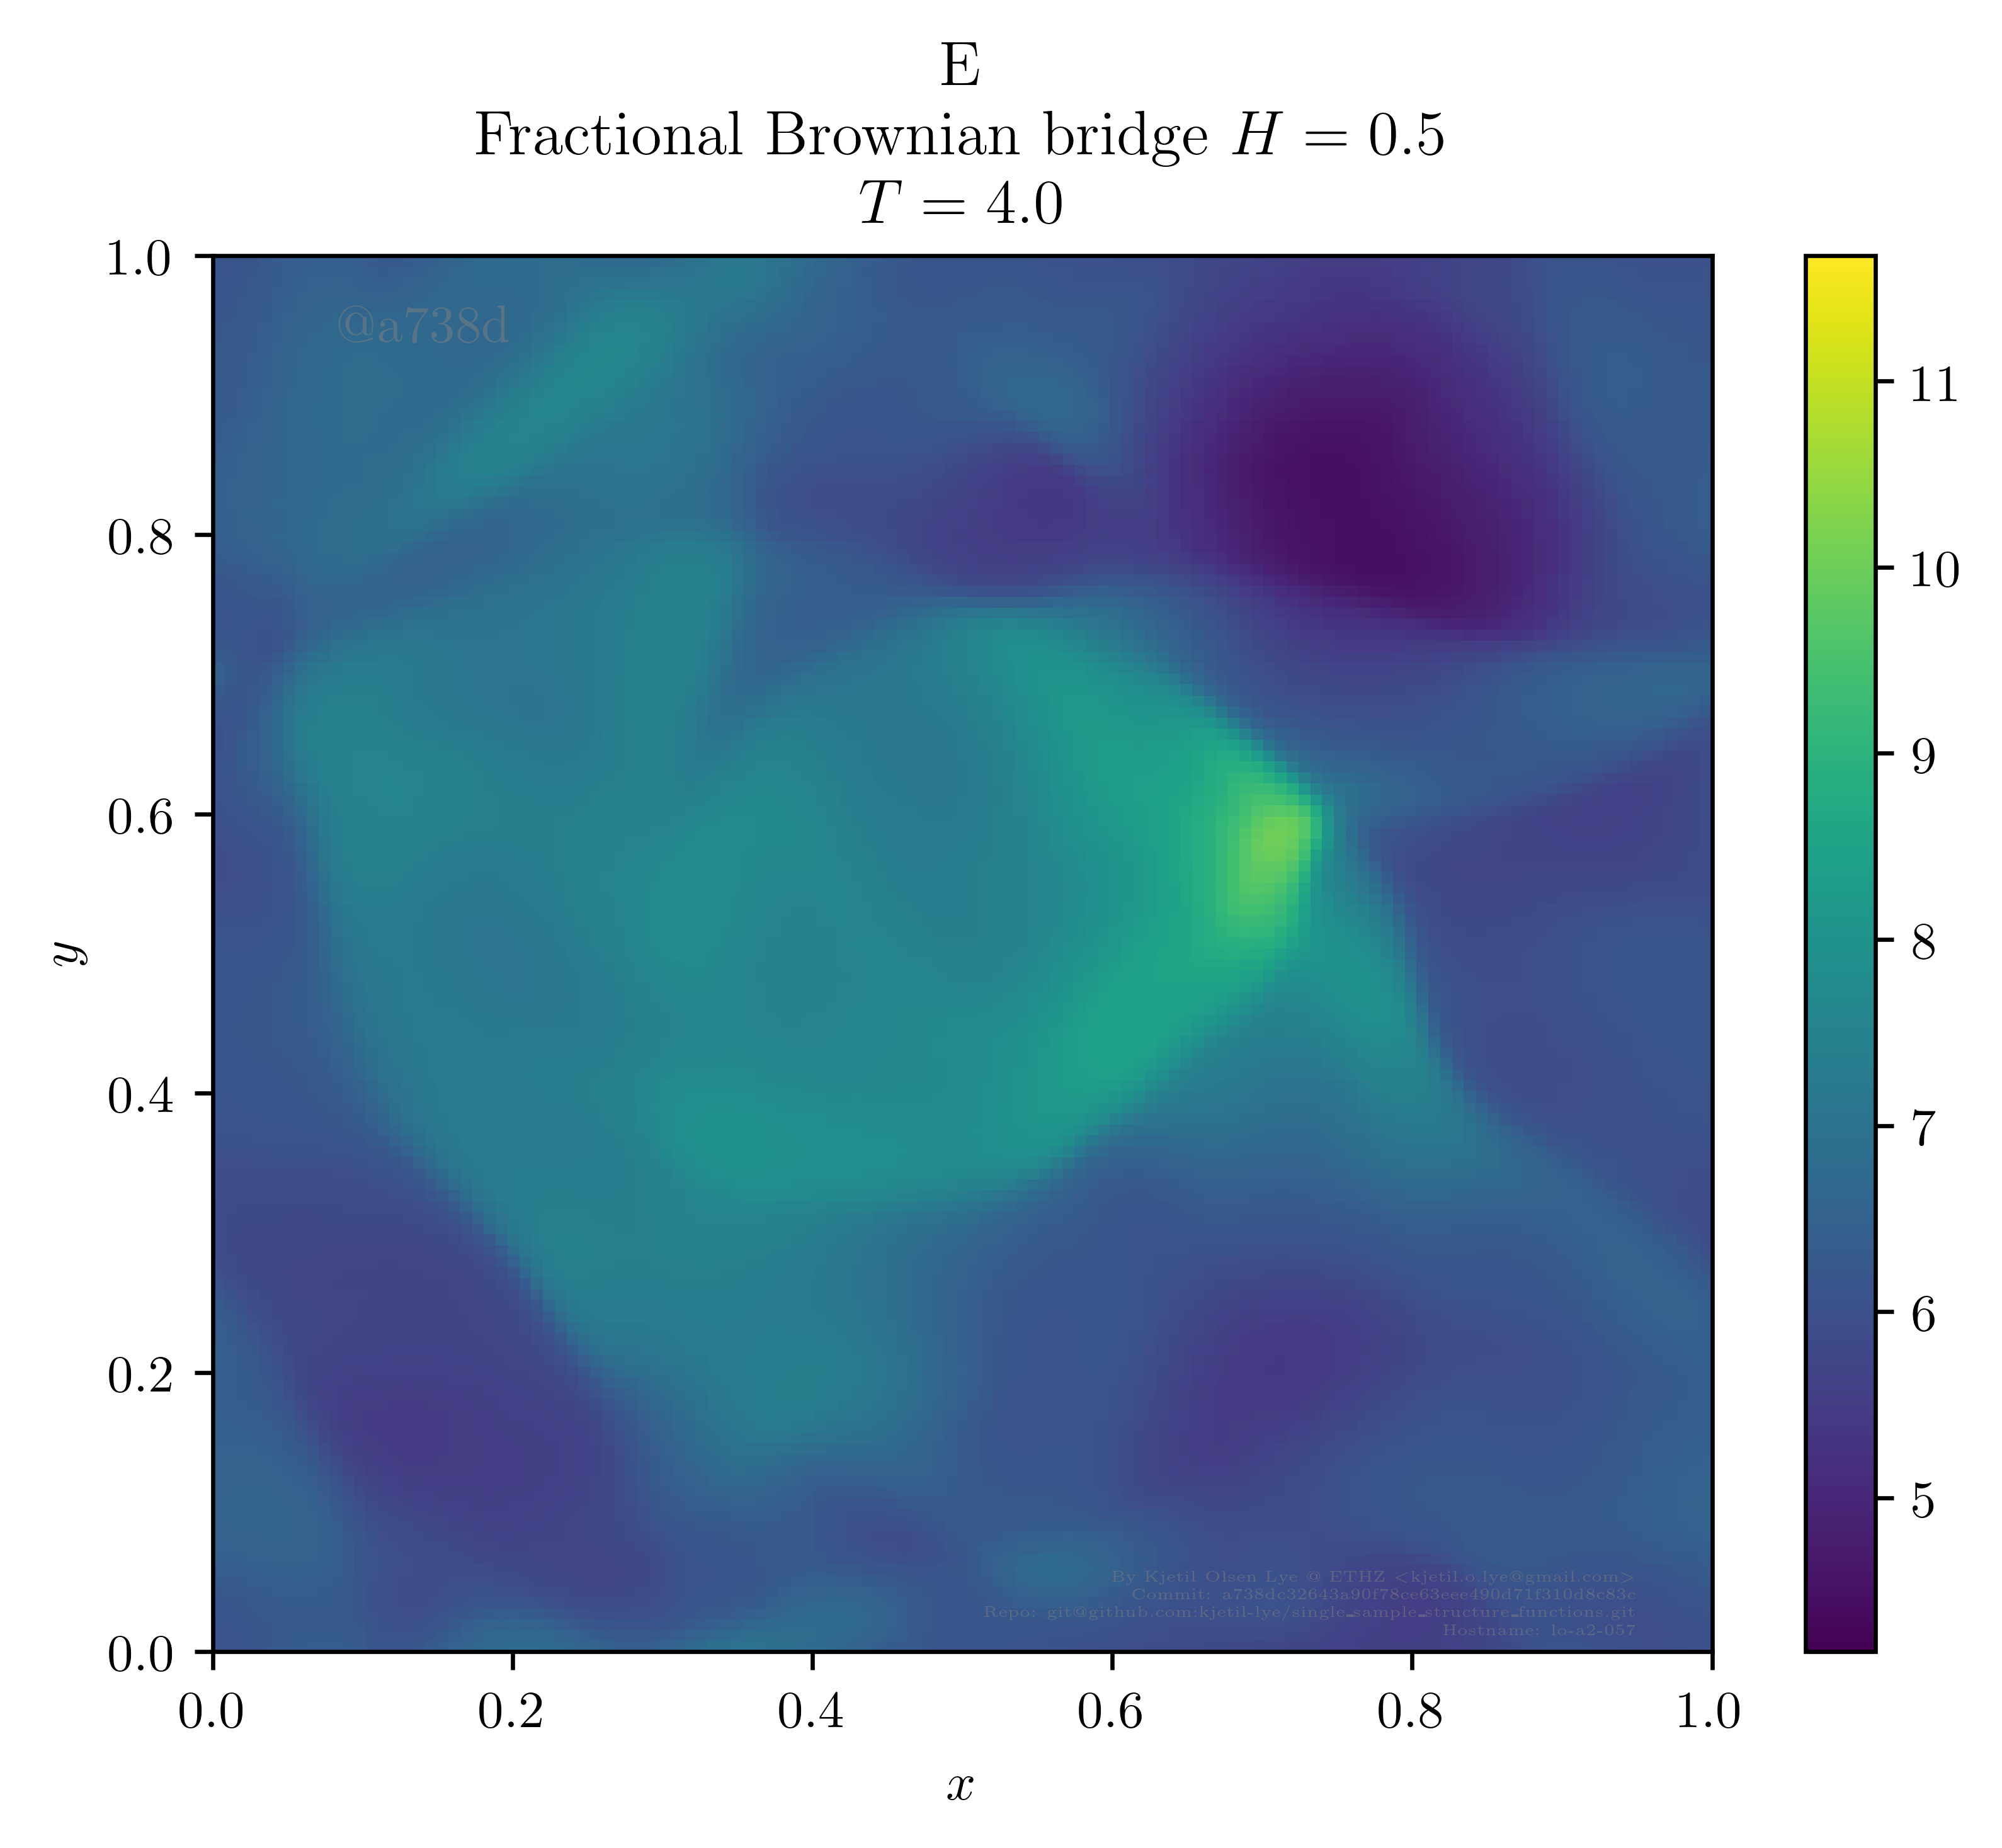 E
Fractional Brownian bridge H = 0.5
T = 4.0
@a738d
1.0
0.8
0.6
0.4
0.2
0.0
y
0.0 0.2 0.4 0.6 0.8 1.0
x
11
10
9
8
7
6
5
By Kjetil Olsen Lye @ ETHZ <kjetil.o.lye@gmail.com>
Commit: a738dc32643a90f78ce63eee490d71f310d8c83c
Repo: git@github.com:kjetil-lye/single_sample_structure_functions.git
Hostname: lo-a2-057